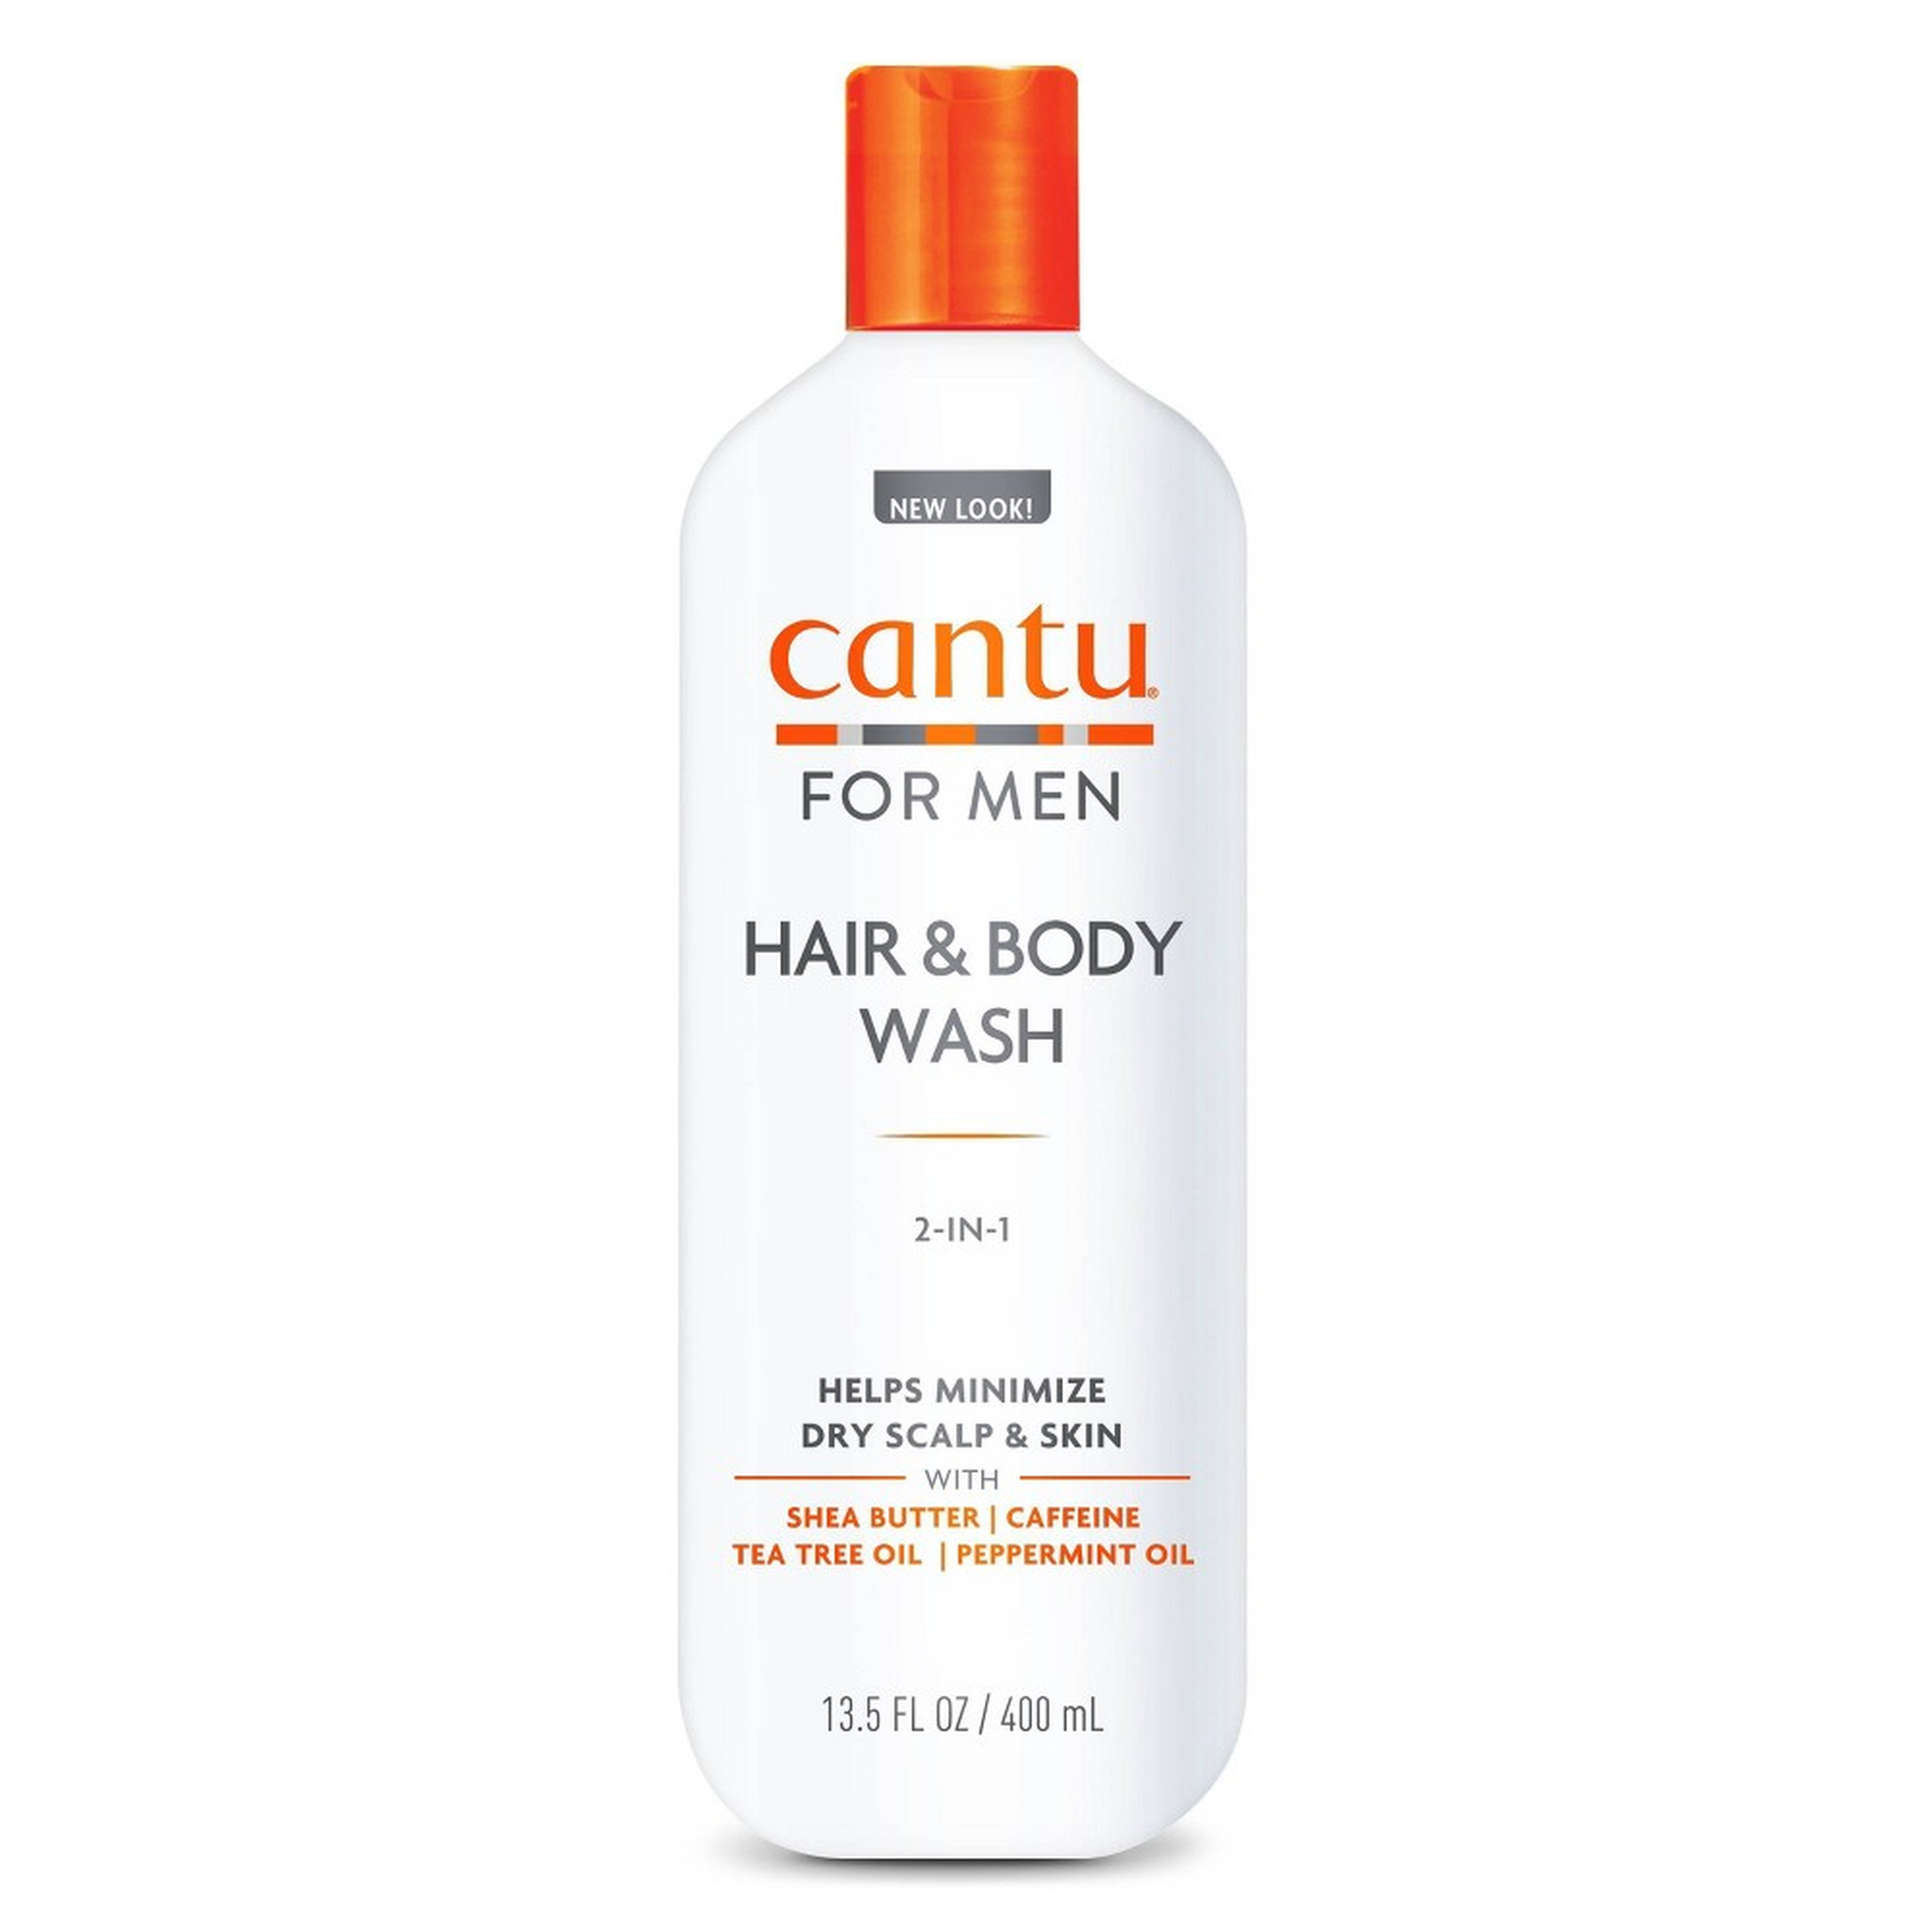 NEW LOOK!
cantu®
FOR MEN
HAIR & BODY
WASH
2-IN-1
HELPS MINIMIZE
DRY SCALP & SKIN
WITH
SHEA BUTTER | CAFFEINE
TEA TREE OIL | PEPPERMINT OIL
13.5 FL OZ / 400 mL